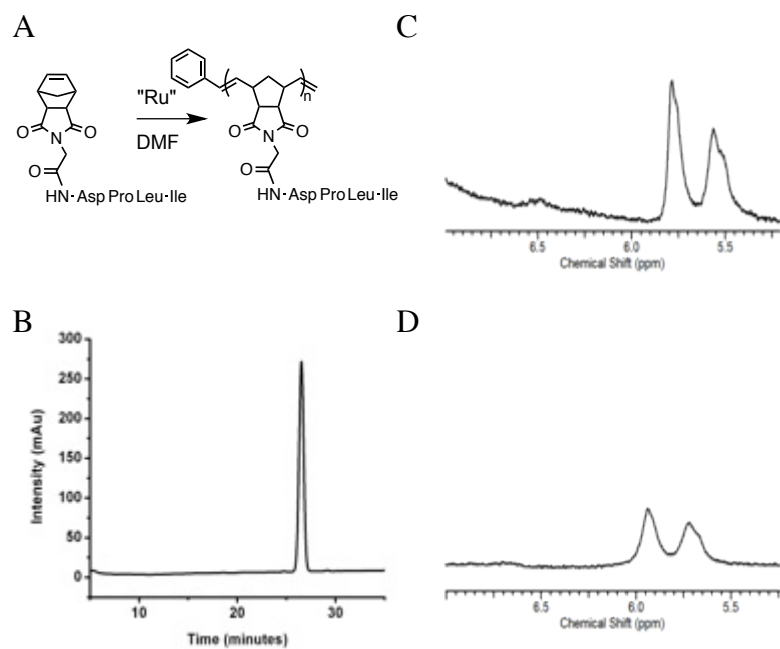 A
"Ru"
DMF
n
O
N
O
O
HN-Asp Pro Leu-Ile
O
N
O
O
HN-Asp Pro Leu-Ile
B
300
250
200
150
100
50
0
Intensity (mAu)
10 20 30
Time (minutes)
C
6.5 6.0 5.5
Chemical Shift (ppm)
D
6.5 6.0 5.5
Chemical Shift (ppm)